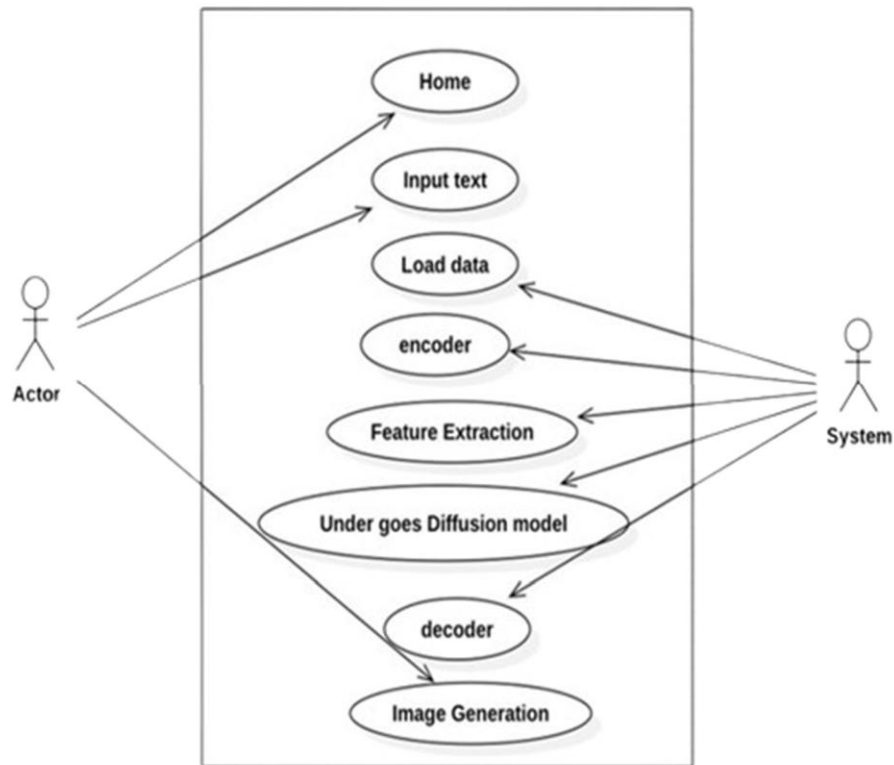 Home
Input text
Load data
encoder
Actor
Feature Extraction
System
Under goes Diffusion model
decoder
Image Generation